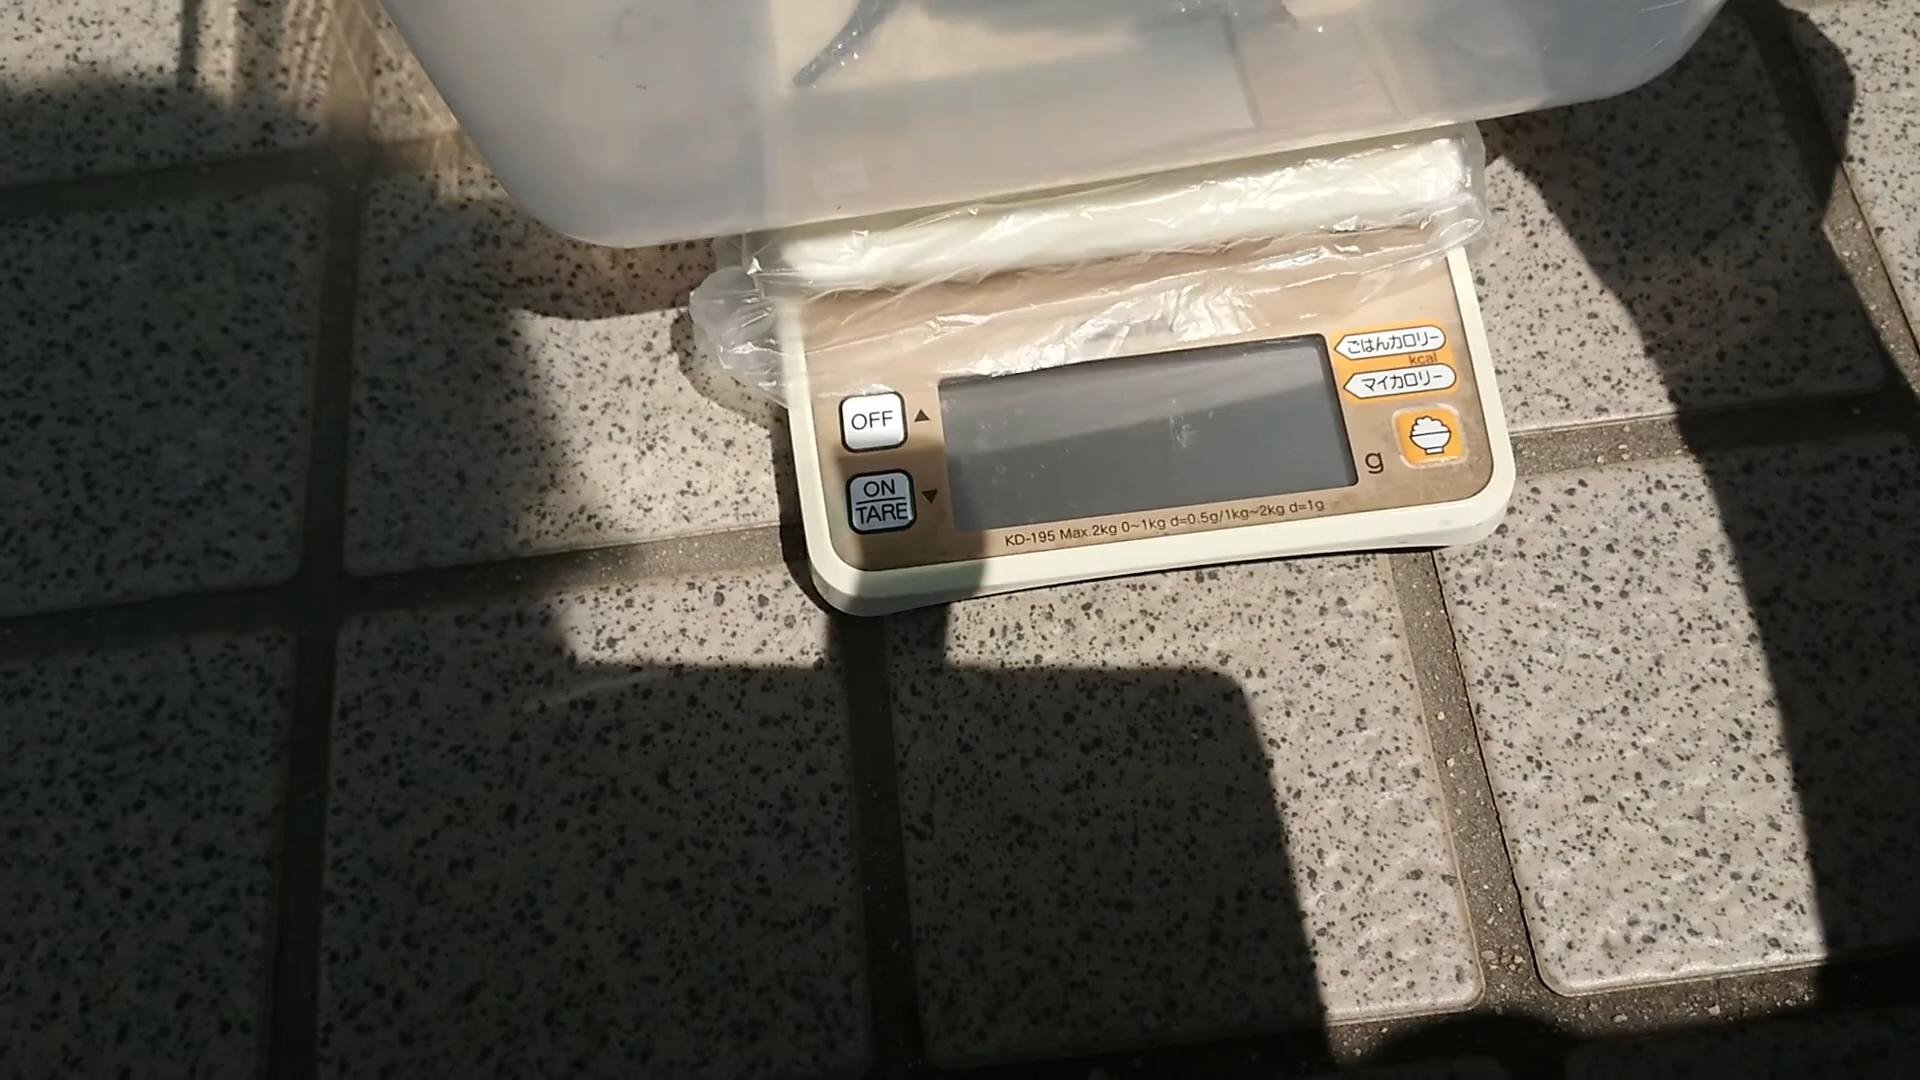 ごはんカロリー
kcal
マイカロリー
OFF ▲
ON
TARE ▼
g
KD-195 Max.2kg 0~1kg d=0.5g/1kg~2kg d=1g